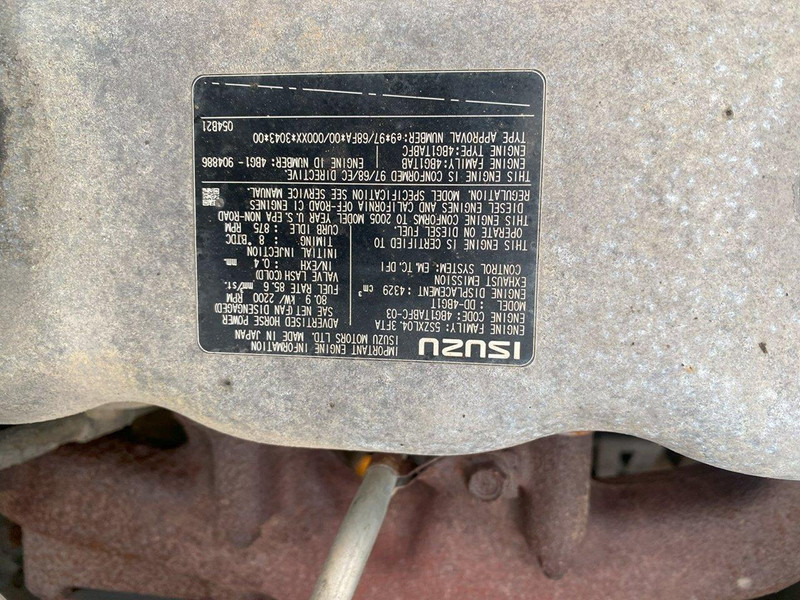 ISUZU
IMPORTANT ENGINE INFORMATION
ISUZU MOTORS LTD. MADE IN JAPAN
ENGINE FAMILY: 5SZXL04.3FTA
ENGINE CODE: 4BG1TABFC-03
MODEL : DD-4BG1T
ENGINE DISPLACEMENT : 4329 cm³
EXHAUST EMISSION
CONTROL SYSTEM: EM, TC, DFI
THIS ENGINE IS CERTIFIED TO
OPERATE ON DIESEL FUEL.
ADVERTISED HORSE POWER
SAE NET (FAN DISENGAGED)
80.9 kW/ 2200 RPM
FUEL RATE 85.6 mm³/st.
VALVE LASH (COLD)
IN/EXH : 0.4 mm
INITIAL INJECTION
TIMING : 8 °BTDC
CURB IDLE : 875 RPM
THIS ENGINE CONFORMS TO 2005 MODEL YEAR U.S. EPA NON-ROAD
DIESEL ENGINES AND CALIFORNIA OFF-ROAD CI ENGINES
REGULATION. MODEL SPECIFICATION SEE SERVICE MANUAL.
THIS ENGINE IS CONFORMED 97/68/EC DIRECTIVE.
ENGINE FAMILY: 4BG1TAB
ENGINE ID NUMBER: 4BG1 - 904886
ENGINE TYPE: 4BG1TABFC
TYPE APPROVAL NUMBER: e9*97/68FA*00/000XX*3043*00
054B21